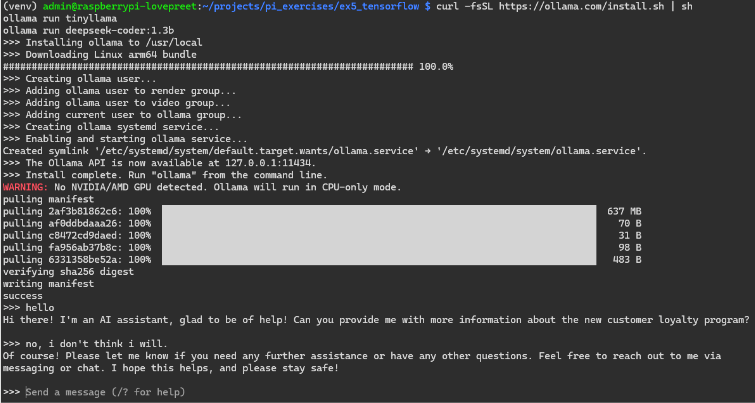 (venv) admin@raspberrypi-lovepreet:~/projects/pi_exercises/ex5_tensorflow $ curl -fsSL https://ollama.com/install.sh | sh
ollama run tinyllama
ollama run deepseek-coder:1.3b
>>> Installing ollama to /usr/local
>>> Downloading Linux arm64 bundle
######################################################################## 100.0%
>>> Creating ollama user...
>>> Adding ollama user to render group...
>>> Adding ollama user to video group...
>>> Adding current user to ollama group...
>>> Creating ollama systemd service...
>>> Enabling and starting ollama service...
Created symlink '/etc/systemd/system/default.target.wants/ollama.service' → '/etc/systemd/system/ollama.service'.
>>> The Ollama API is now available at 127.0.0.1:11434.
>>> Install complete. Run "ollama" from the command line.
WARNING: No NVIDIA/AMD GPU detected. Ollama will run in CPU-only mode.
pulling manifest
pulling 2af3b81862c6: 100% 637 MB
pulling af0ddbdaaa26: 100% 70 B
pulling c8472cd9daed: 100% 31 B
pulling fa956ab37b8c: 100% 98 B
pulling 6331358be52a: 100% 483 B
verifying sha256 digest
writing manifest
success
>>> hello
Hi there! I'm an AI assistant, glad to be of help! Can you provide me with more information about the new customer loyalty program?
>>> no, i don't think i will.
Of course! Please let me know if you need any further assistance or have any other questions. Feel free to reach out to me via
messaging or chat. I hope this helps, and please stay safe!
>>> Send a message (/? for help)